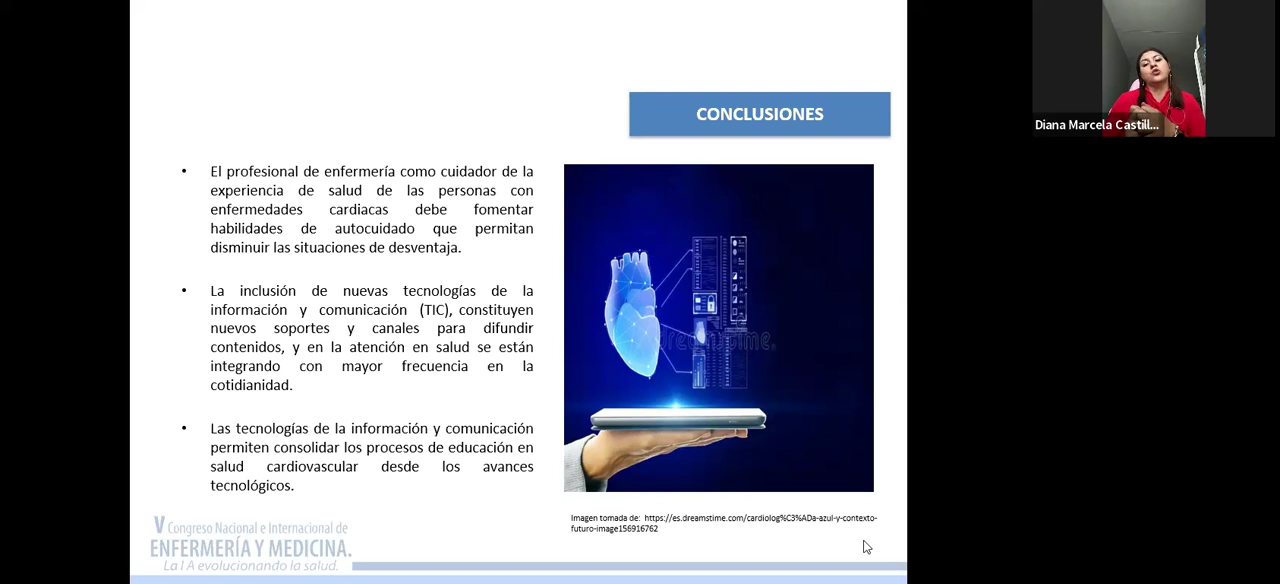 CONCLUSIONES
Diana Marcela Castill...
• El profesional de enfermería como cuidador de la
experiencia de salud de las personas con
enfermedades cardiacas debe fomentar
habilidades de autocuidado que permitan
disminuir las situaciones de desventaja.
• La inclusión de nuevas tecnologías de la
información y comunicación (TIC), constituyen
nuevos soportes y canales para difundir
contenidos, y en la atención en salud se están
integrando con mayor frecuencia en la
cotidianidad.
• Las tecnologías de la información y comunicación
permiten consolidar los procesos de educación en
salud cardiovascular desde los avances
tecnológicos.
dreamstime.
Imagen tomada de: https://es.dreamstime.com/cardiolog%C3%ADa-azul-y-contexto-
futuro-image156916762
V Congreso Nacional e Internacional de
ENFERMERÍA Y MEDICINA.
La I A evolucionando la salud.